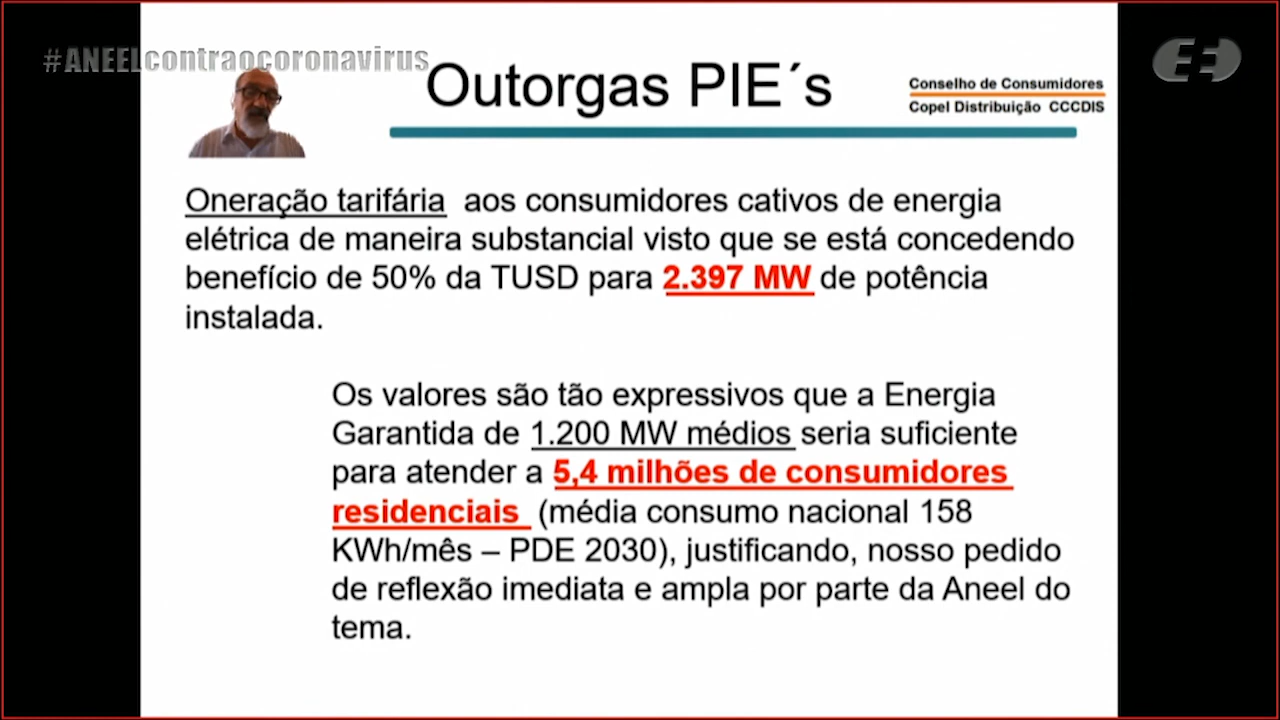 #ANEELcontraocoronavirus
Outorgas PIE´s
Conselho de Consumidores
Copel Distribuição CCCDIS
Oneração tarifária aos consumidores cativos de energia
elétrica de maneira substancial visto que se está concedendo
benefício de 50% da TUSD para 2.397 MW de potência
instalada.
Os valores são tão expressivos que a Energia
Garantida de 1.200 MW médios seria suficiente
para atender a 5,4 milhões de consumidores
residenciais (média consumo nacional 158
KWh/mês – PDE 2030), justificando, nosso pedido
de reflexão imediata e ampla por parte da Aneel do
tema.